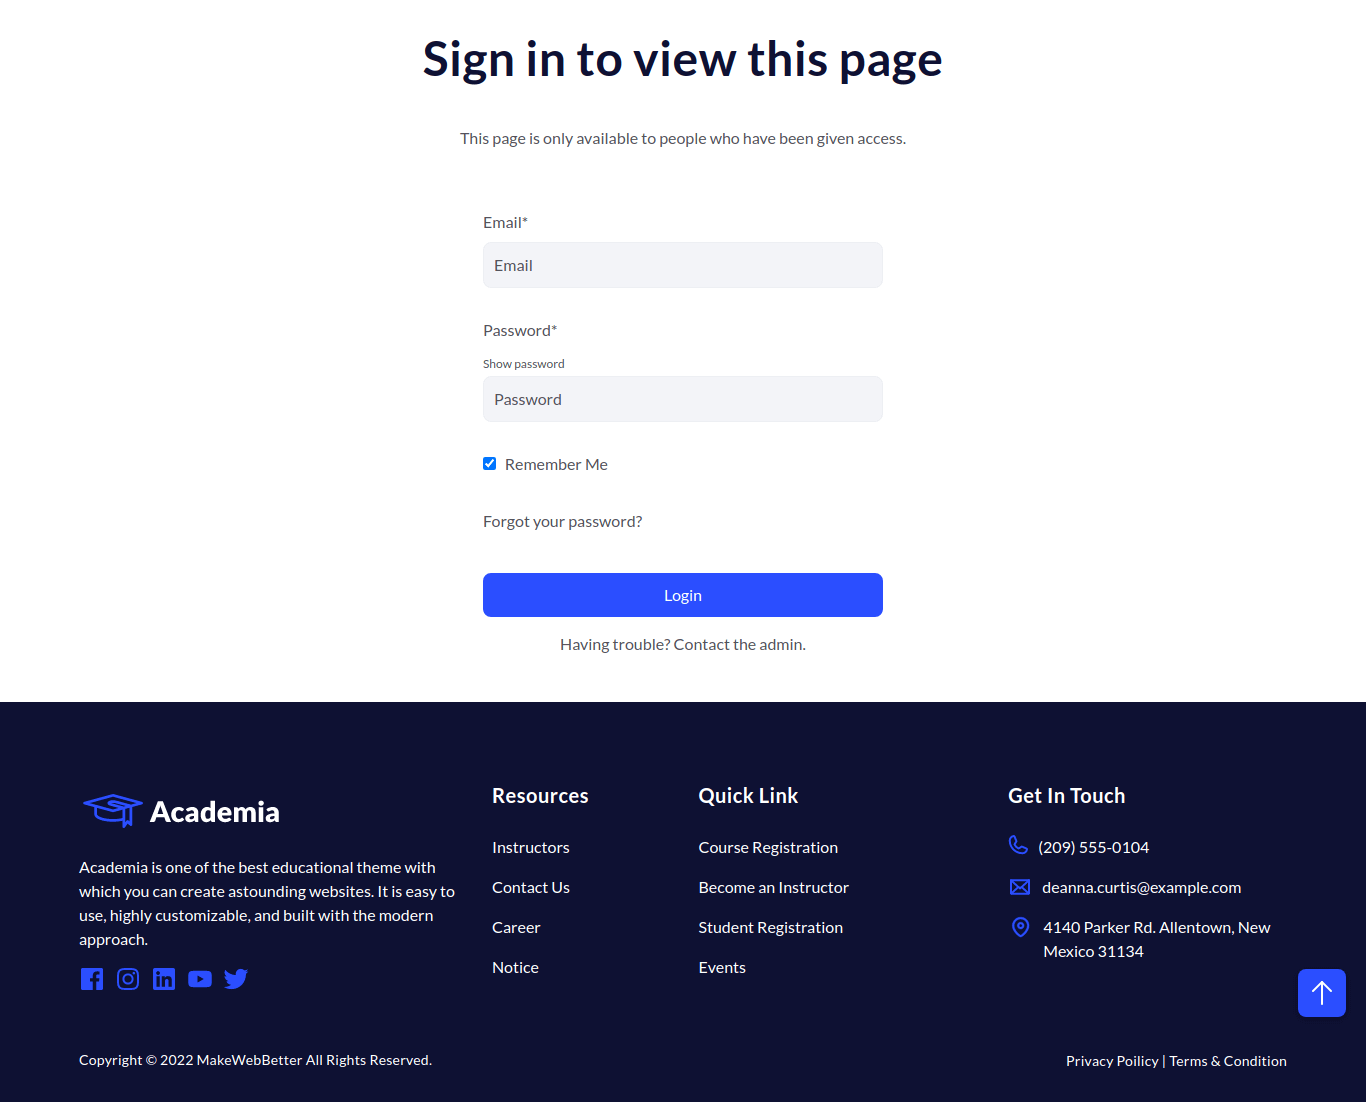 Sign in to view this page
This page is only available to people who have been given access.
Email*
Email
Password*
Show password
Password
Remember Me
Forgot your password?
Login
Having trouble? Contact the admin.
Academia
Academia is one of the best educational theme with
which you can create astounding websites. It is easy to
use, highly customizable, and built with the modern
approach.
Resources
Instructors
Contact Us
Career
Notice
Quick Link
Course Registration
Become an Instructor
Student Registration
Events
Get In Touch
(209) 555-0104
deanna.curtis@example.com
4140 Parker Rd. Allentown, New
Mexico 31134
Copyright © 2022 MakeWebBetter All Rights Reserved.
Privacy Poilicy | Terms & Condition